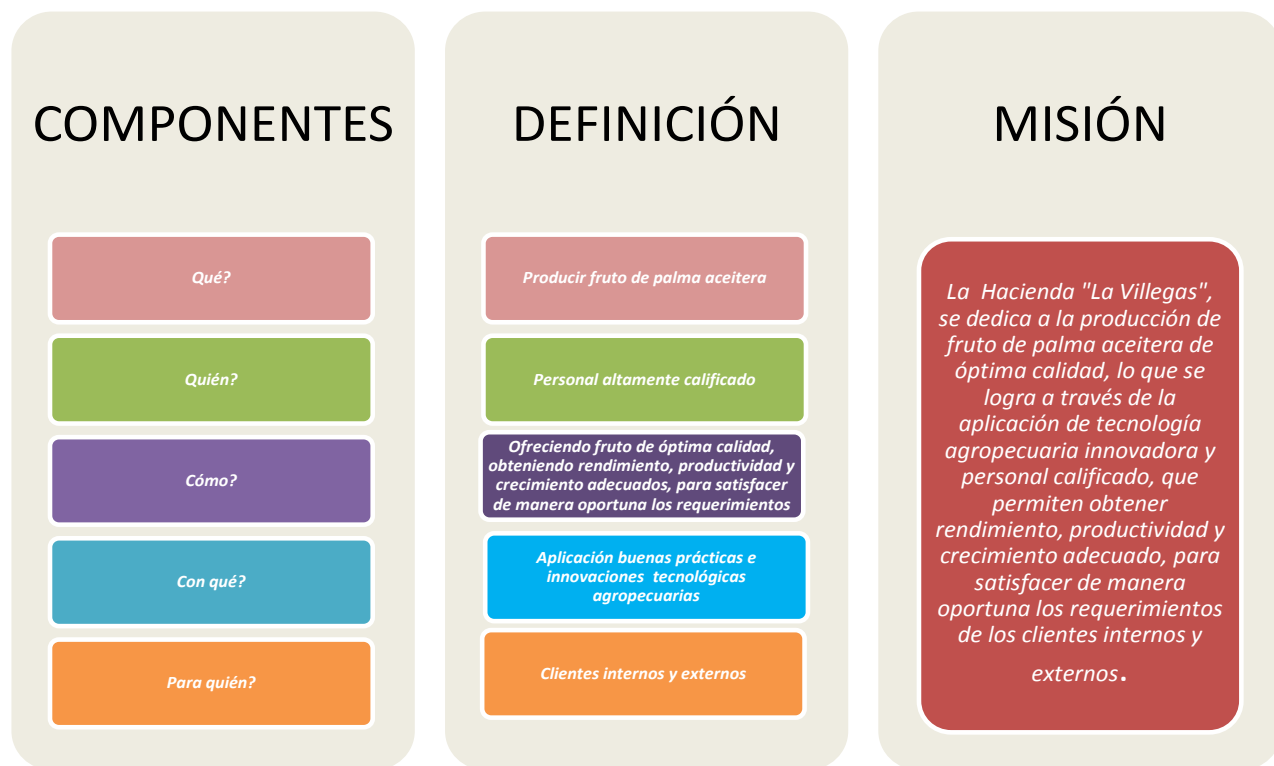 COMPONENTES
Qué?
Quién?
Cómo?
Con qué?
Para quién?
DEFINICIÓN
Producir fruto de palma aceitera
Personal altamente calificado
Ofreciendo fruto de óptima calidad,
obteniendo rendimiento, productividad y
crecimiento adecuados, para satisfacer
de manera oportuna los requerimientos
Aplicación buenas prácticas e
innovaciones tecnológicas
agropecuarias
Clientes internos y externos
MISIÓN
La Hacienda "La Villegas",
se dedica a la producción de
fruto de palma aceitera de
óptima calidad, lo que se
logra a través de la
aplicación de tecnología
agropecuaria innovadora y
personal calificado, que
permiten obtener
rendimiento, productividad y
crecimiento adecuado, para
satisfacer de manera
oportuna los requerimientos
de los clientes internos y
externos.